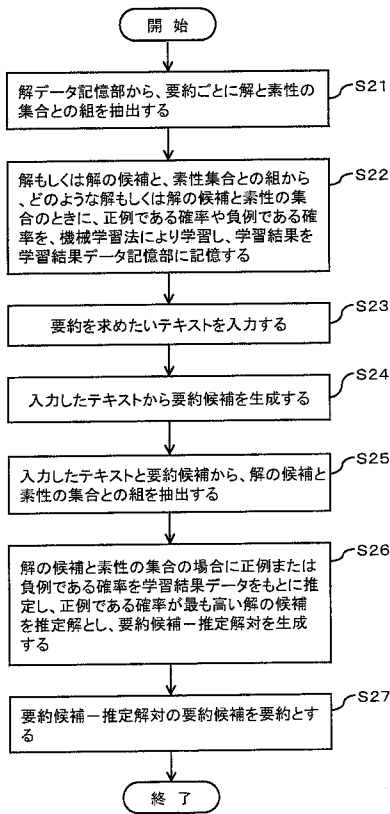 開 始
S21
解データ記憶部から、要約ごとに解と素性の
集合との組を抽出する
S22
解もしくは解の候補と、素性集合との組から
、どのような解もしくは解の候補と素性の集
合のときに、正例である確率や負例である確
率を、機械学習法により学習し、学習結果を
学習結果データ記憶部に記憶する
S23
要約を求めたいテキストを入力する
S24
入力したテキストから要約候補を生成する
S25
入力したテキストと要約候補から、解の候補と
素性の集合との組を抽出する
S26
解の候補と素性の集合の場合に正例または
負例である確率を学習結果データをもとに推
定し、正例である確率が最も高い解の候補
を推定解とし、要約候補－推定解対を生成
する
S27
要約候補－推定解対の要約候補を要約とす
る
終 了